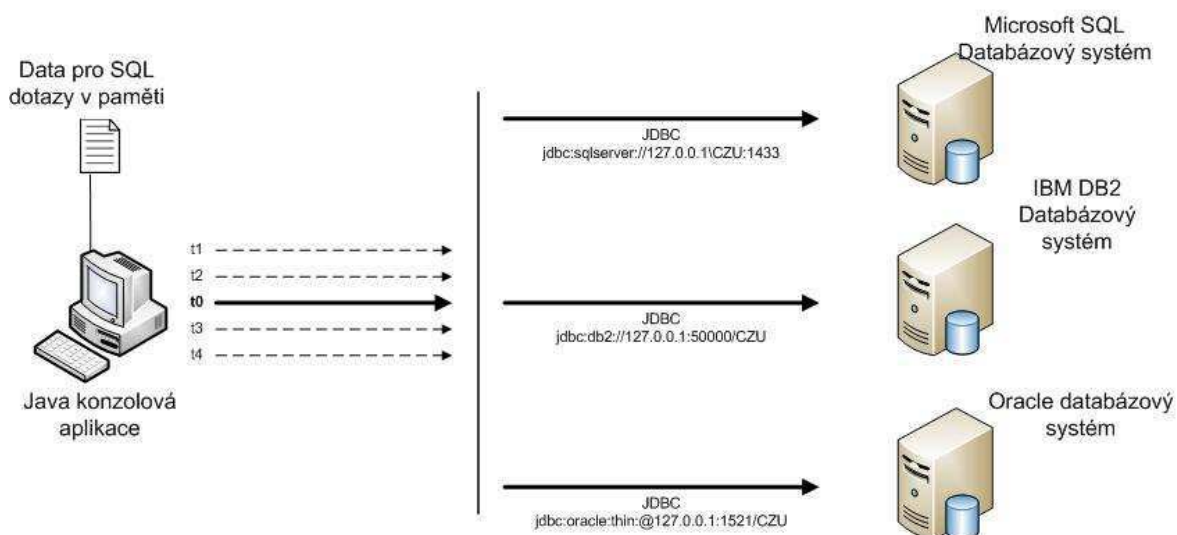 Microsoft SQL
Databázový systém
Data pro SQL
dotazy v paměti
JDBC
jdbc:sqlserver://127.0.0.1\CZU:1433
IBM DB2
Databázový
systém
t1
t2
t0
t3
t4
JDBC
jdbc:db2://127.0.0.1:50000/CZU
Java konzolová
aplikace
Oracle databázový
systém
JDBC
jdbc:oracle:thin:@127.0.0.1:1521/CZU